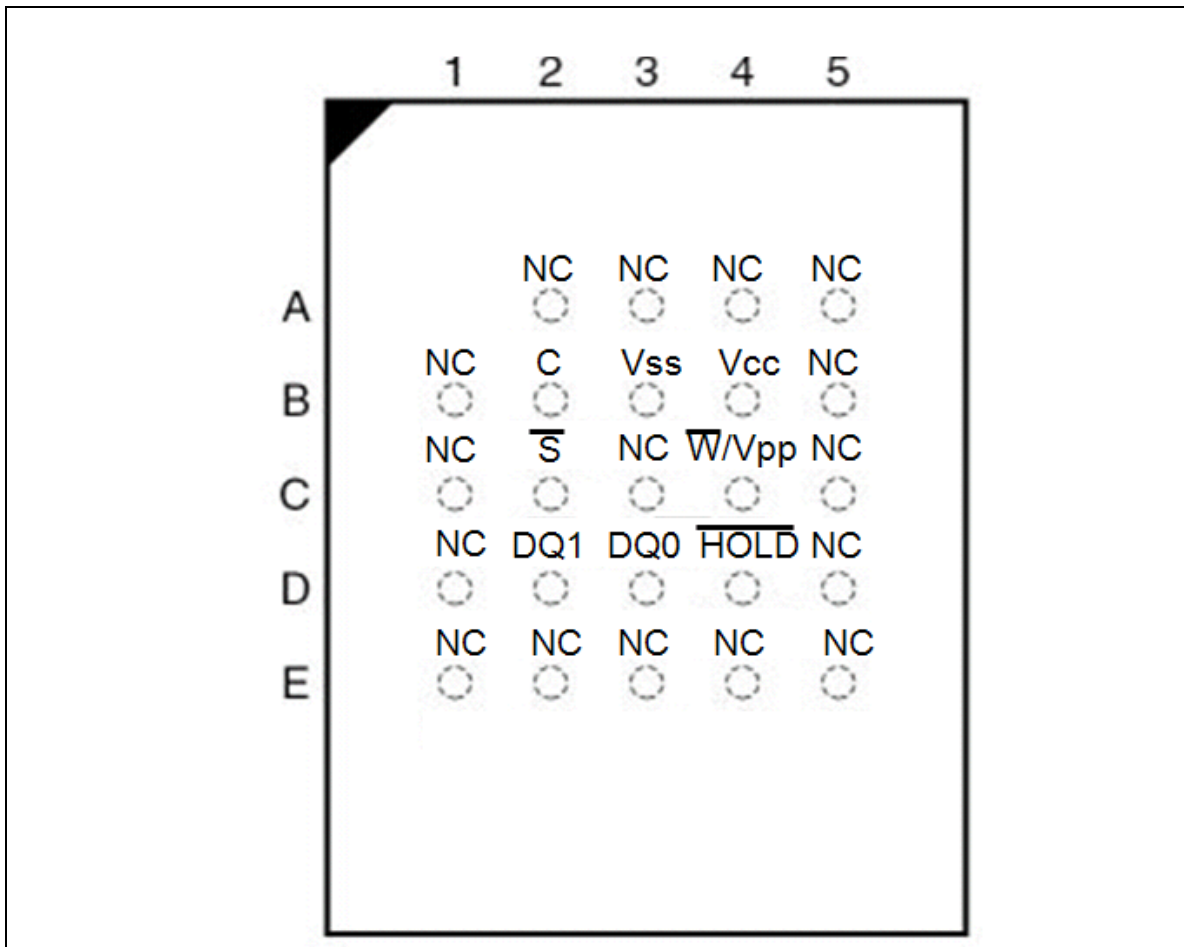 1 2 3 4 5
NC NC NC NC
A
NC C Vss Vcc NC
B
NC S̅ NC W̅/Vpp NC
C
NC DQ1 DQ0 H̅O̅L̅D̅ NC
D
NC NC NC NC NC
E